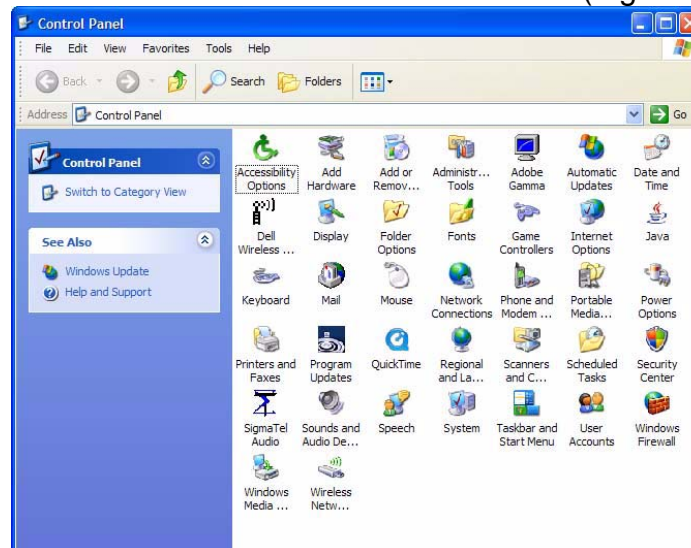 Control Panel
File Edit View Favorites Tools Help
Back Search Folders
Address Control Panel Go
Control Panel
Switch to Category View
See Also
Windows Update
Help and Support
Accessibility Options
Add Hardware
Add or Remov...
Administr... Tools
Adobe Gamma
Automatic Updates
Date and Time
Dell Wireless ...
Display
Folder Options
Fonts
Game Controllers
Internet Options
Java
Keyboard
Mail
Mouse
Network Connections
Phone and Modem ...
Portable Media...
Power Options
Printers and Faxes
Program Updates
QuickTime
Regional and La...
Scanners and C...
Scheduled Tasks
Security Center
SigmaTel Audio
Sounds and Audio De...
Speech
System
Taskbar and Start Menu
User Accounts
Windows Firewall
Windows Media ...
Wireless Netw...